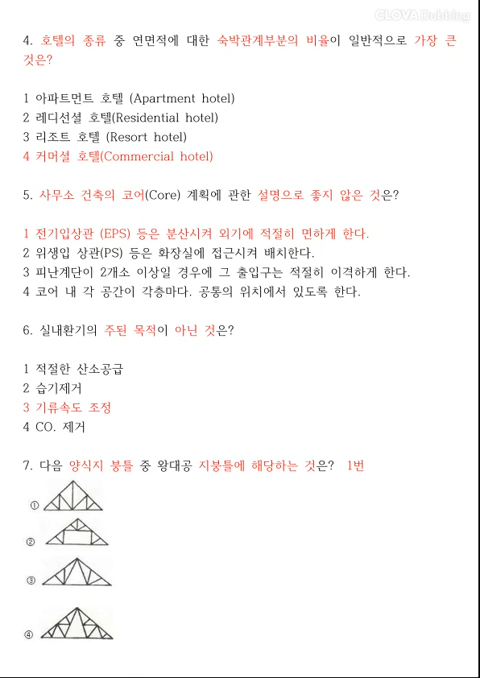 CLOVA Dubbing
4. 호텔의 종류 중 연면적에 대한 숙박관계부분의 비율이 일반적으로 가장 큰
것은?
1 아파트먼트 호텔 (Apartment hotel)
2 레디선셜 호텔(Residential hotel)
3 리조트 호텔 (Resort hotel)
4 커머셜 호텔(Commercial hotel)
5. 사무소 건축의 코어(Core) 계획에 관한 설명으로 좋지 않은 것은?
1 전기입상관 (EPS) 등은 분산시켜 외기에 적절히 면하게 한다.
2 위생입 상관(PS) 등은 화장실에 접근시켜 배치한다.
3 피난계단이 2개소 이상일 경우에 그 출입구는 적절히 이격하게 한다.
4 코어 내 각 공간이 각층마다. 공통의 위치에서 있도록 한다.
6. 실내환기의 주된 목적이 아닌 것은?
1 적절한 산소공급
2 습기제거
3 기류속도 조정
4 CO. 제거
7. 다음 양식지 붕틀 중 왕대공 지붕틀에 해당하는 것은? 1번
①
②
③
④